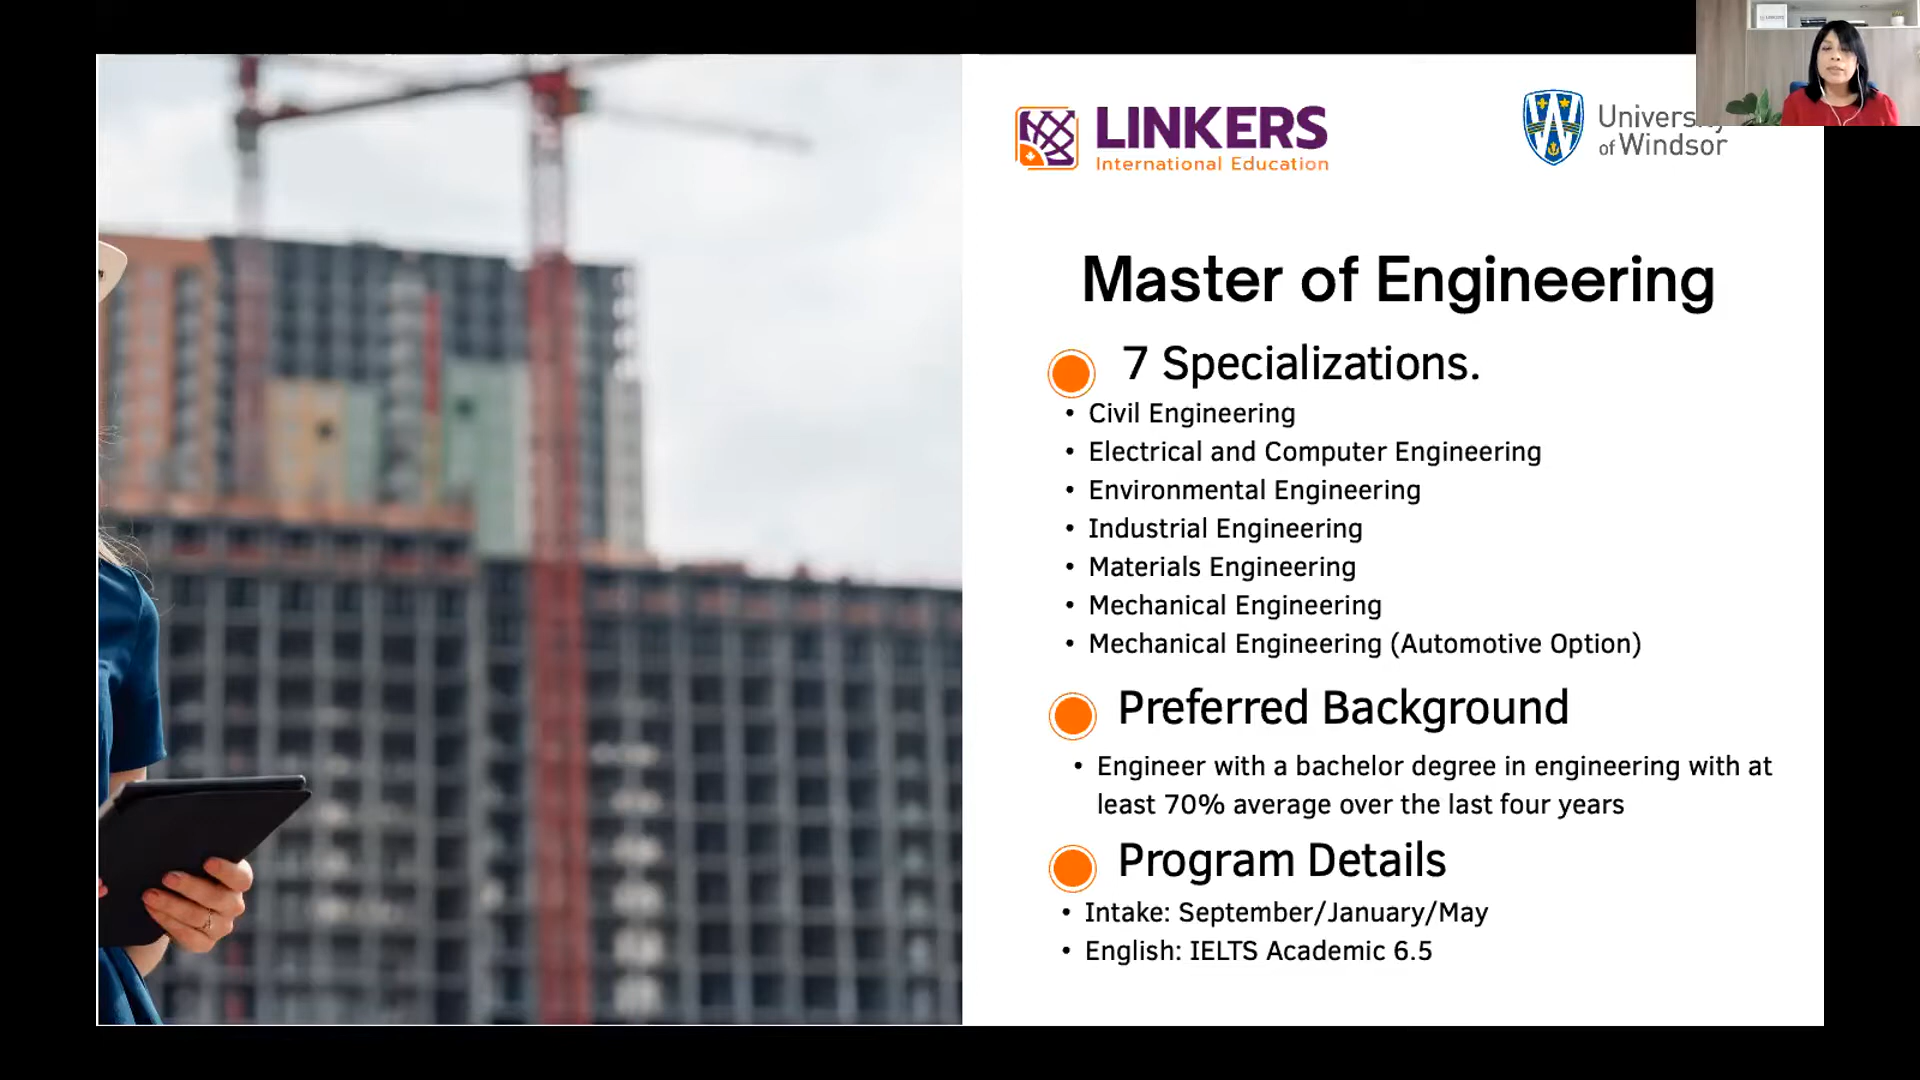 LINKERS
International Education
University
of Windsor
Master of Engineering
7 Specializations.
• Civil Engineering
• Electrical and Computer Engineering
• Environmental Engineering
• Industrial Engineering
• Materials Engineering
• Mechanical Engineering
• Mechanical Engineering (Automotive Option)
Preferred Background
• Engineer with a bachelor degree in engineering with at
least 70% average over the last four years
Program Details
• Intake: September/January/May
• English: IELTS Academic 6.5